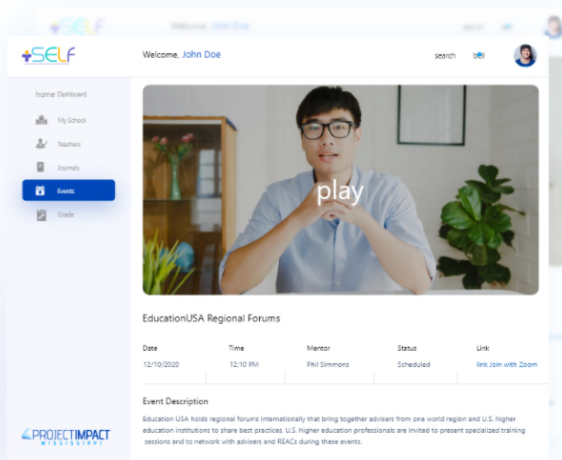 SELF
Welcome, John Doe
search bell
home Dashboard
My School
Teachers
Journals
Events
Grade
play
EducationUSA Regional Forums
Date Time Mentor Status Link
12/10/2020 12:10 PM Phil Simmons Scheduled link Join with Zoom
Event Description
Education USA holds regional forums internationally that bring together advisers from one world region and U.S. higher
education institutions to share best practices. U.S. higher education professionals are invited to present specialized training
sessions and to network with advisers and REACs during these events.
PROJECT IMPACT
MISSISSIPPI